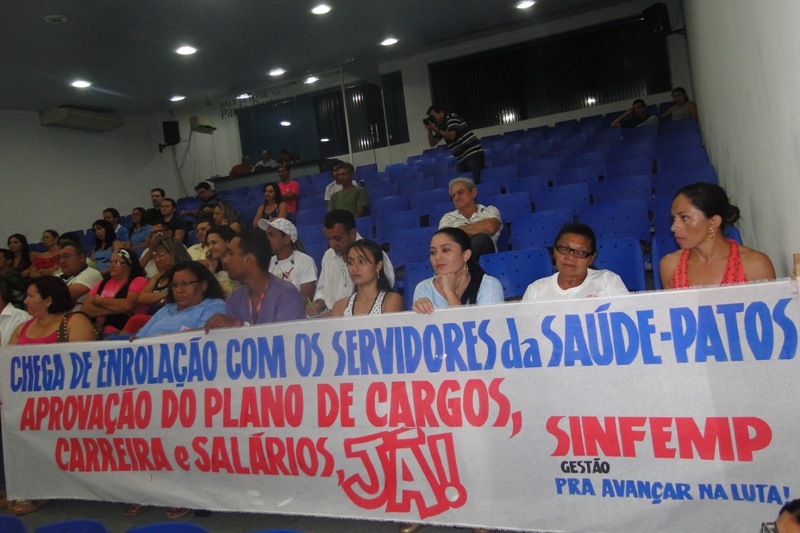 CHEGA DE ENROLAÇÃO COM OS SERVIDORES da SAÚDE-PATOS
APROVAÇÃO DO PLANO DE CARGOS,
CARREIRA e SALÁRIOS, JÁ!
SINFEMP
GESTÃO
PRA AVANÇAR NA LUTA!